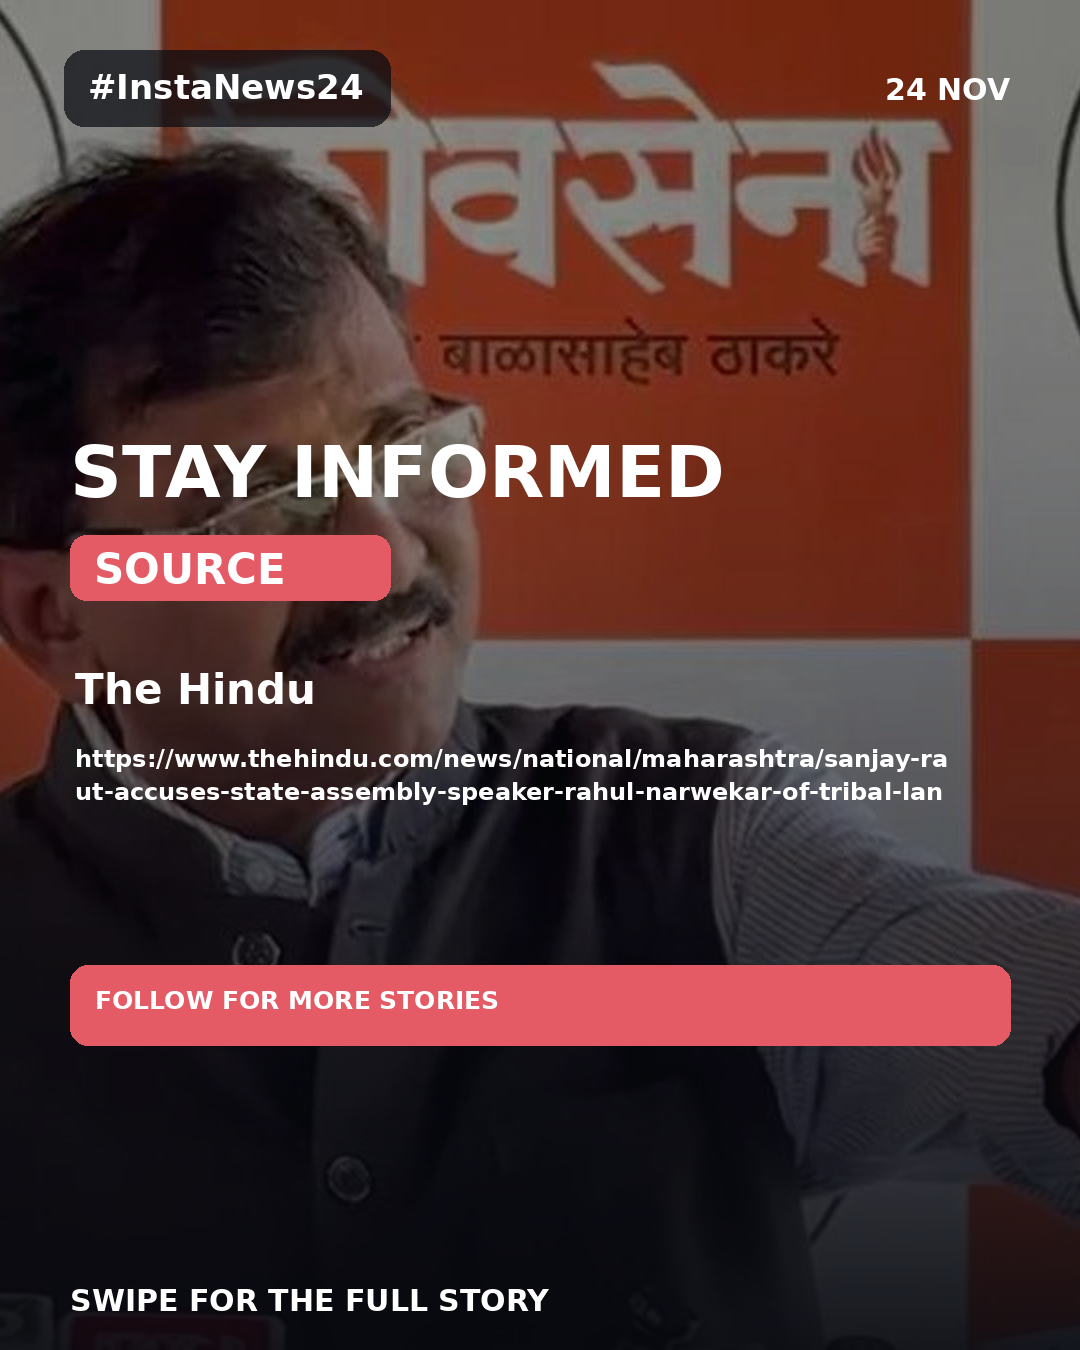 #InstaNews24
24 NOV
सेना
बाळासाहेब ठाकरे
STAY INFORMED
SOURCE
The Hindu
https://www.thehindu.com/news/national/maharashtra/sanjay-ra
ut-accuses-state-assembly-speaker-rahul-narwekar-of-tribal-lan
FOLLOW FOR MORE STORIES
SWIPE FOR THE FULL STORY